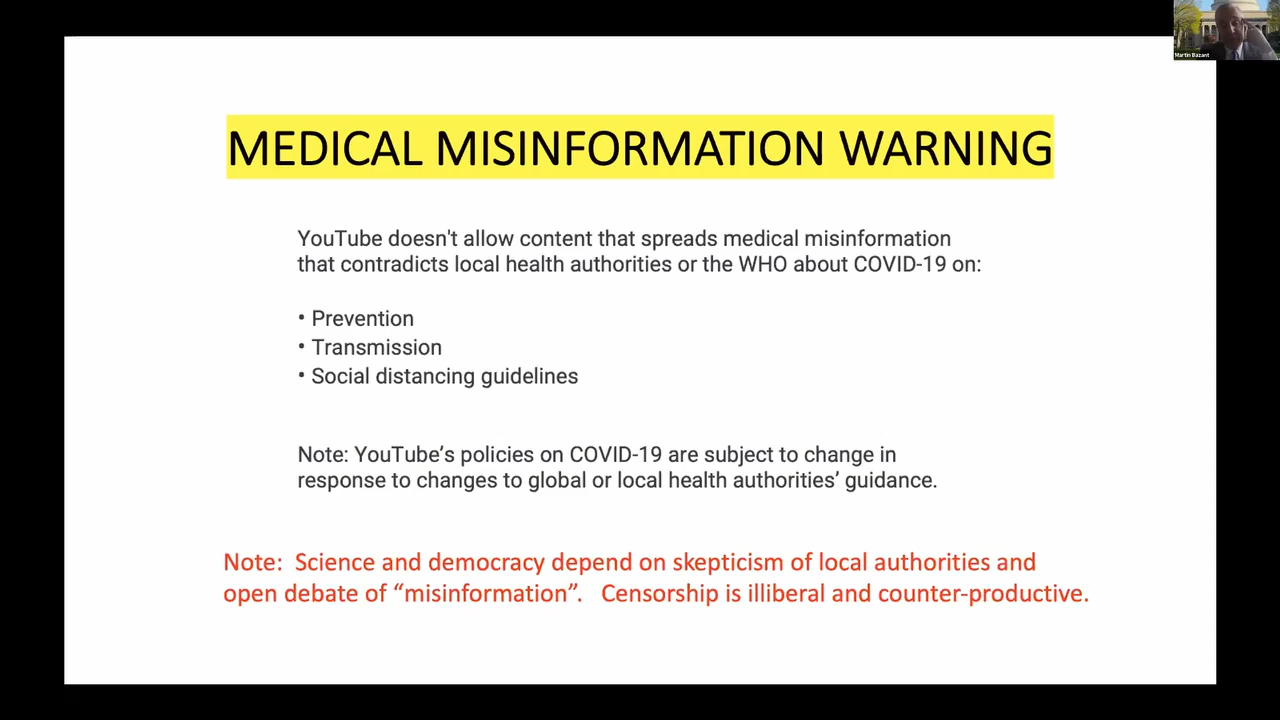 Martin Bazant
MEDICAL MISINFORMATION WARNING
YouTube doesn't allow content that spreads medical misinformation
that contradicts local health authorities or the WHO about COVID-19 on:
• Prevention
• Transmission
• Social distancing guidelines
Note: YouTube’s policies on COVID-19 are subject to change in
response to changes to global or local health authorities’ guidance.
Note:  Science and democracy depend on skepticism of local authorities and
open debate of “misinformation”.   Censorship is illiberal and counter-productive.